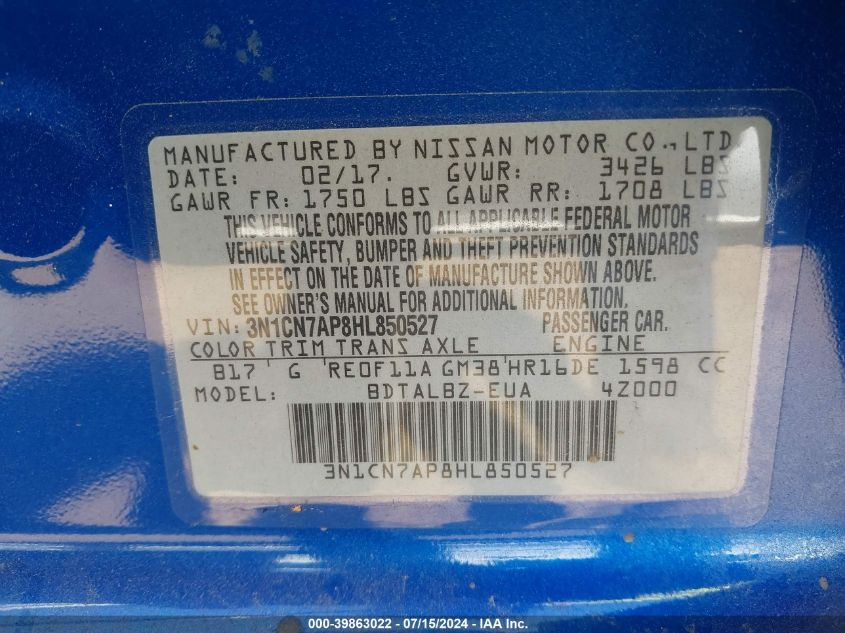 MANUFACTURED BY NISSAN MOTOR CO.,LTD
DATE: 02/17. GVWR: 3426 LBS
GAWR FR: 1750 LBS GAWR RR: 1708 LBS
THIS VEHICLE CONFORMS TO ALL APPLICABLE FEDERAL MOTOR
VEHICLE SAFETY, BUMPER AND THEFT PREVENTION STANDARDS
IN EFFECT ON THE DATE OF MANUFACTURE SHOWN ABOVE.
SEE OWNER'S MANUAL FOR ADDITIONAL INFORMATION.
VIN: 3N1CN7AP8HL850527 PASSENGER CAR.
COLOR TRIM TRANS AXLE ENGINE
B17 G RE0F11A GM38 HR16DE 1598 CC
MODEL: BDTALBZ-EUA 4Z000
3N1CN7AP8HL850527
000-39863022 - 07/15/2024 - IAA Inc.